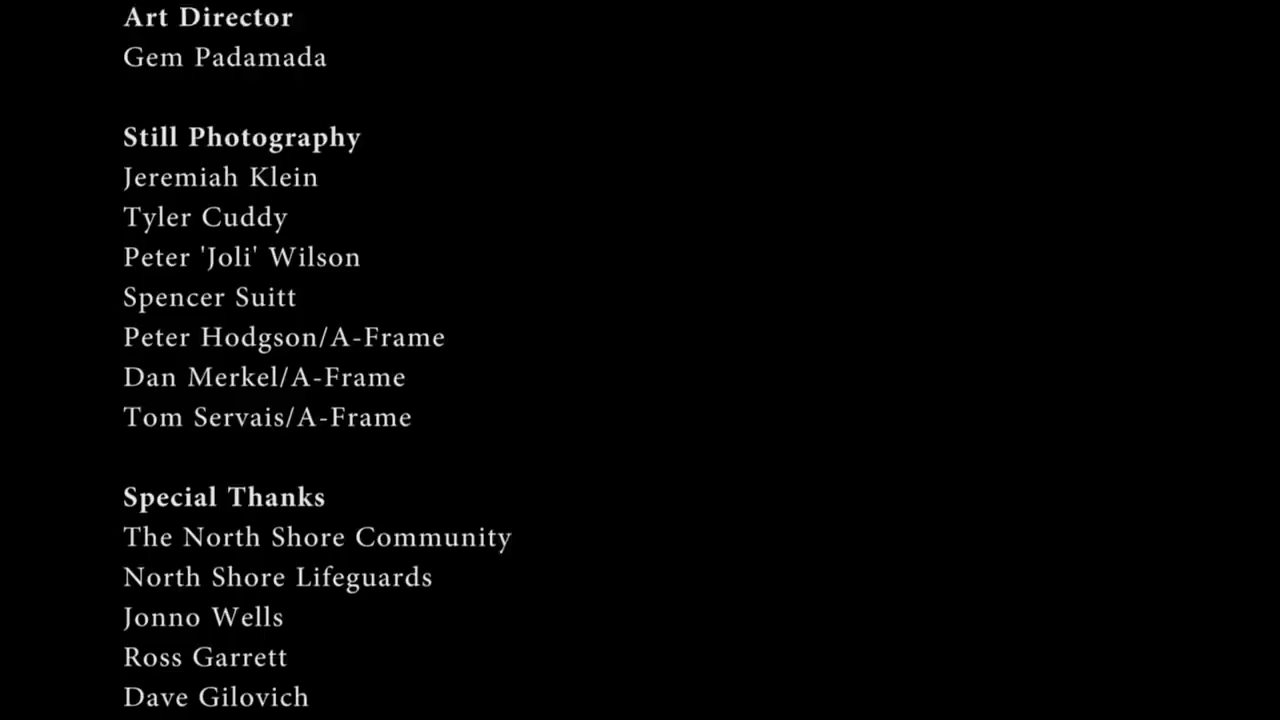 Art Director
Gem Padamada
Still Photography
Jeremiah Klein
Tyler Cuddy
Peter 'Joli' Wilson
Spencer Suitt
Peter Hodgson/A-Frame
Dan Merkel/A-Frame
Tom Servais/A-Frame
Special Thanks
The North Shore Community
North Shore Lifeguards
Jonno Wells
Ross Garrett
Dave Gilovich